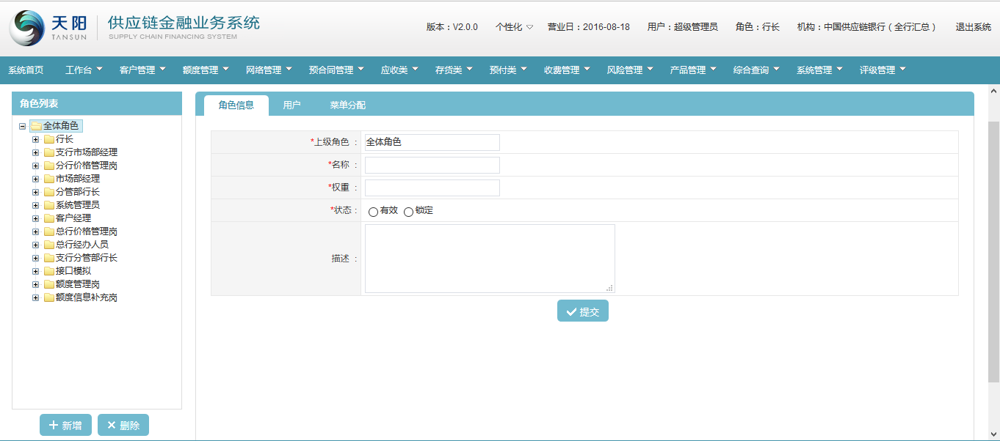 天阳
TANSUN
供应链金融业务系统
SUPPLY CHAIN FINANCING SYSTEM
版本：V2.0.0 个性化 营业日：2016-08-18 用户：超级管理员 角色：行长 机构：中国供应链银行（全行汇总） 退出系统
系统首页 工作台 客户管理 额度管理 网络管理 预合同管理 应收类 存货类 预付类 收费管理 风险管理 产品管理 综合查询 系统管理 评级管理
角色列表
全体角色
行长
支行市场部经理
分行价格管理岗
市场部经理
分管部行长
系统管理员
客户经理
总行价格管理岗
总行经办人员
支行分管部行长
接口模拟
额度管理岗
额度信息补充岗
新增 删除
角色信息 用户 菜单分配
*上级角色 ： 全体角色
*名称 ：
*权重 ：
*状态： 有效 锁定
描述 ：
提交